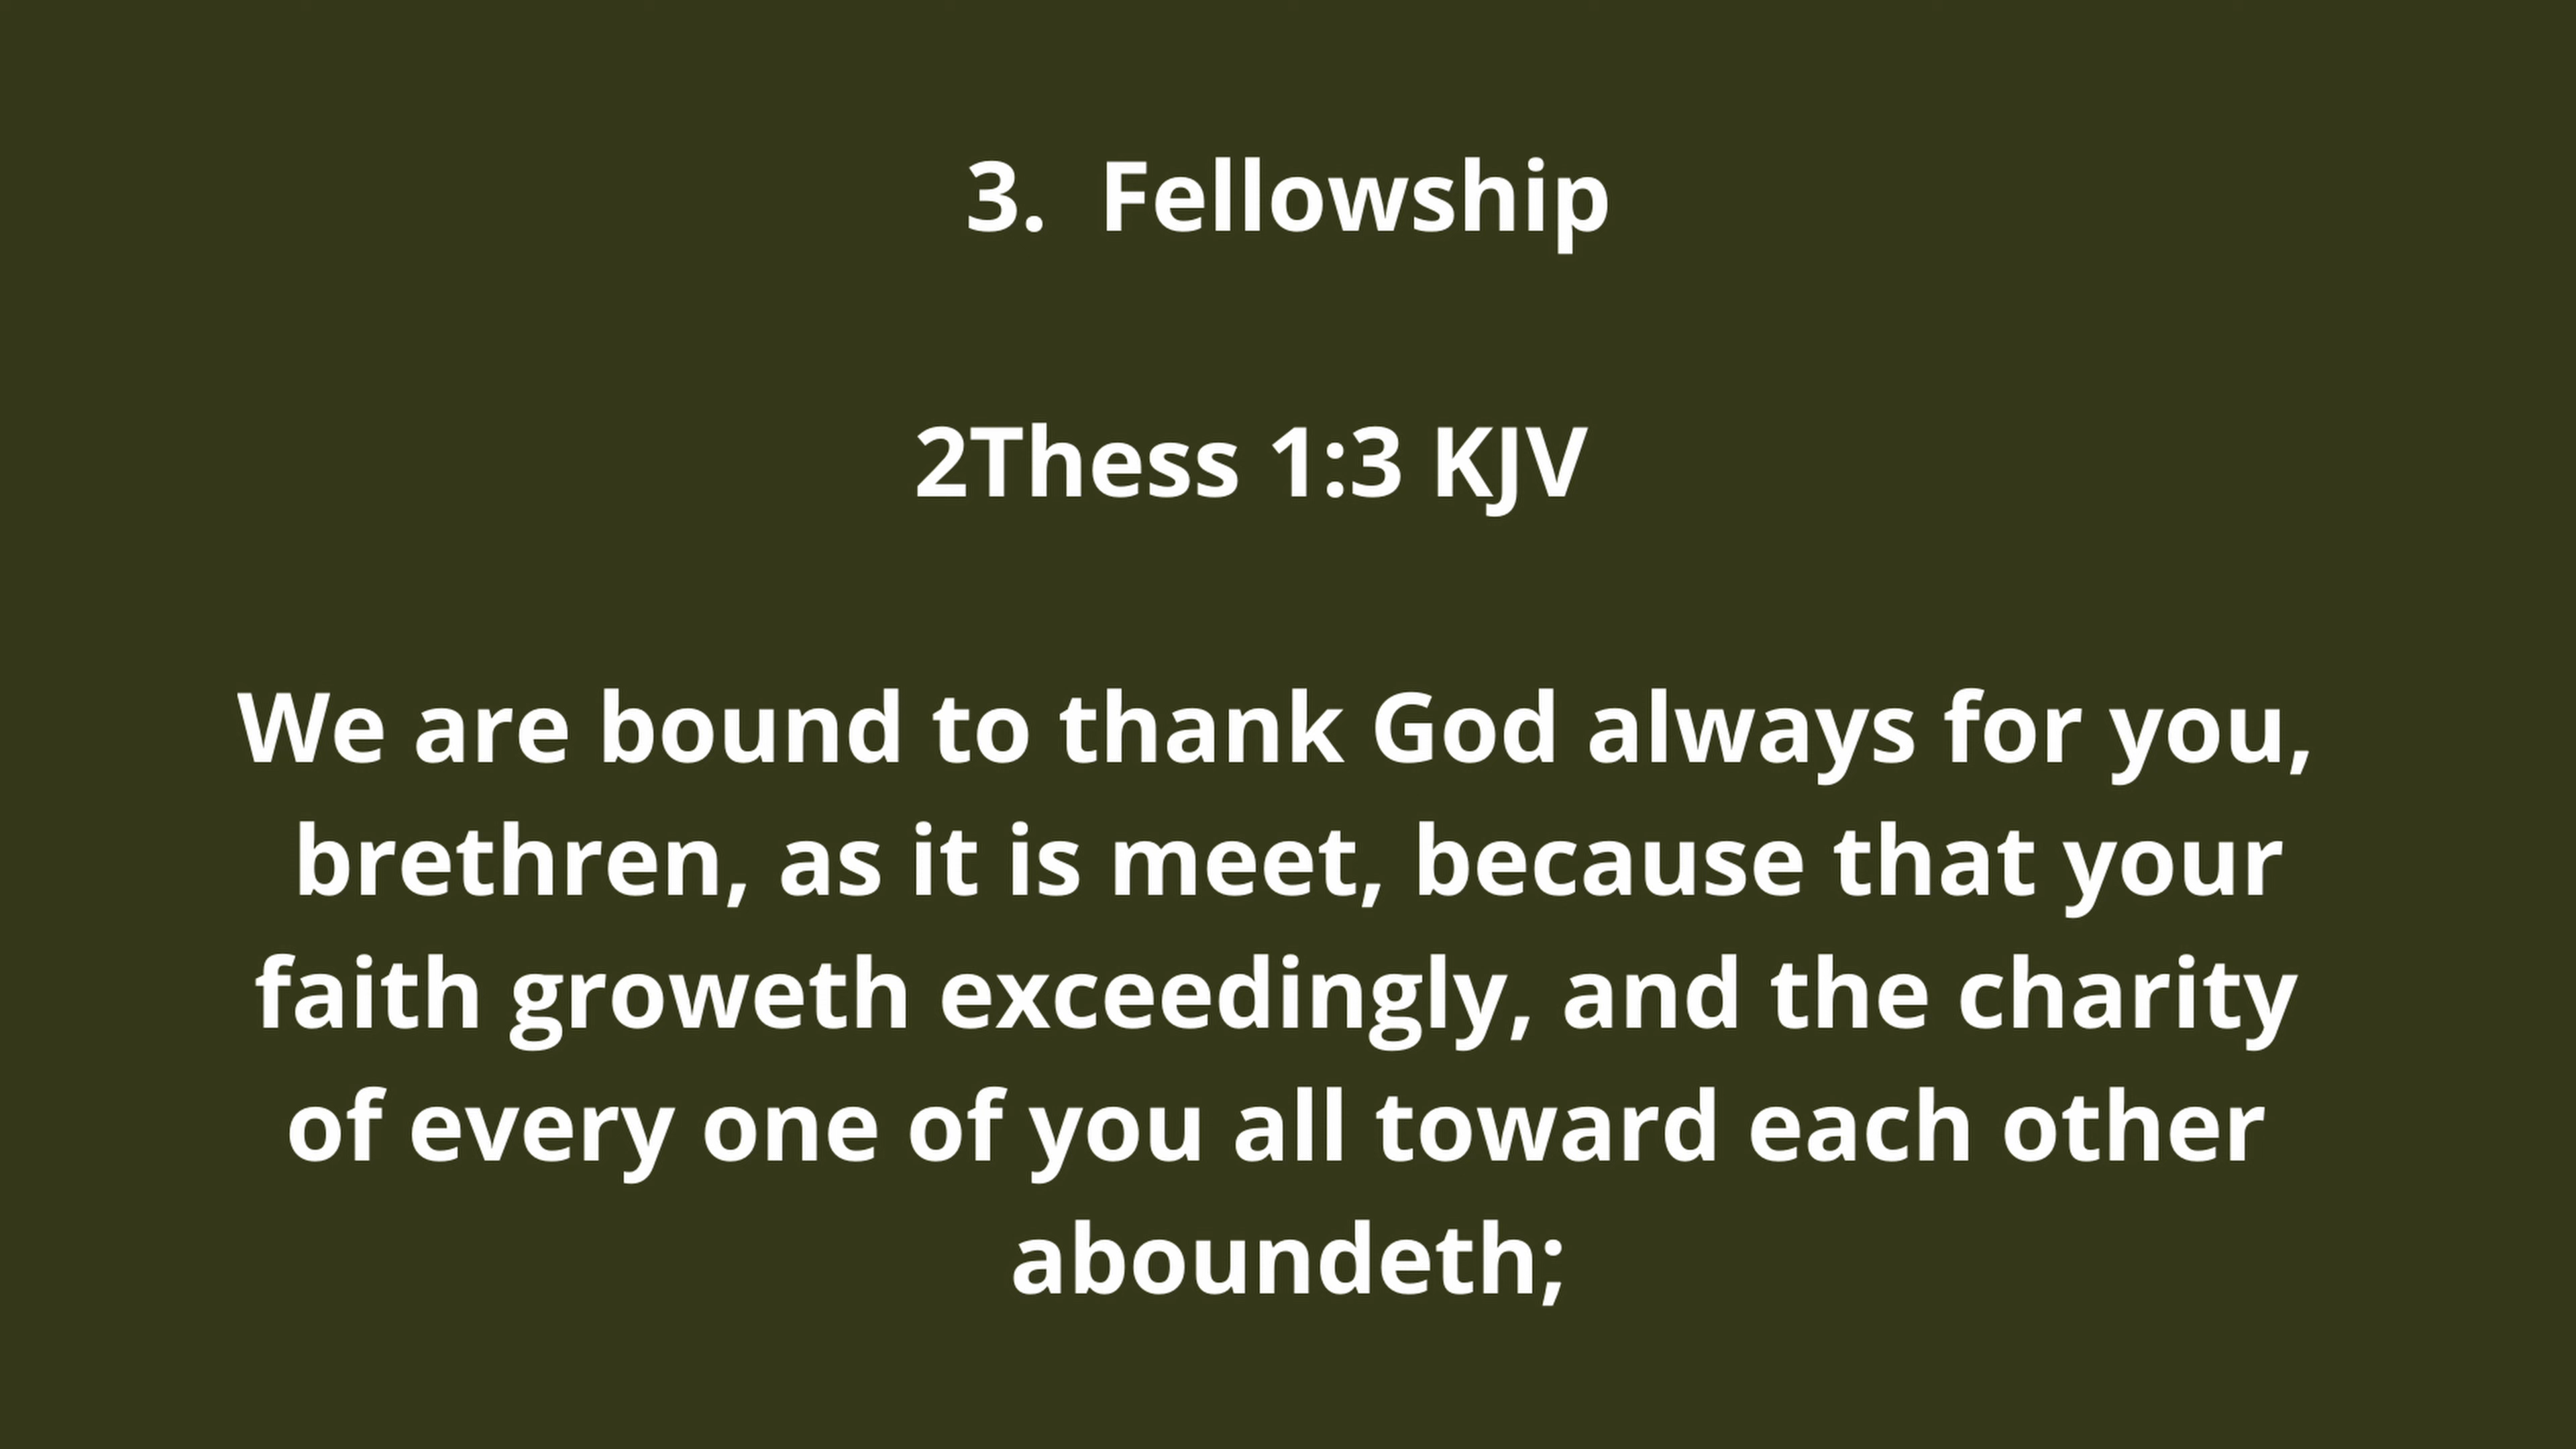 3.  Fellowship
2Thess 1:3 KJV
We are bound to thank God always for you,
brethren, as it is meet, because that your
faith groweth exceedingly, and the charity
of every one of you all toward each other
aboundeth;